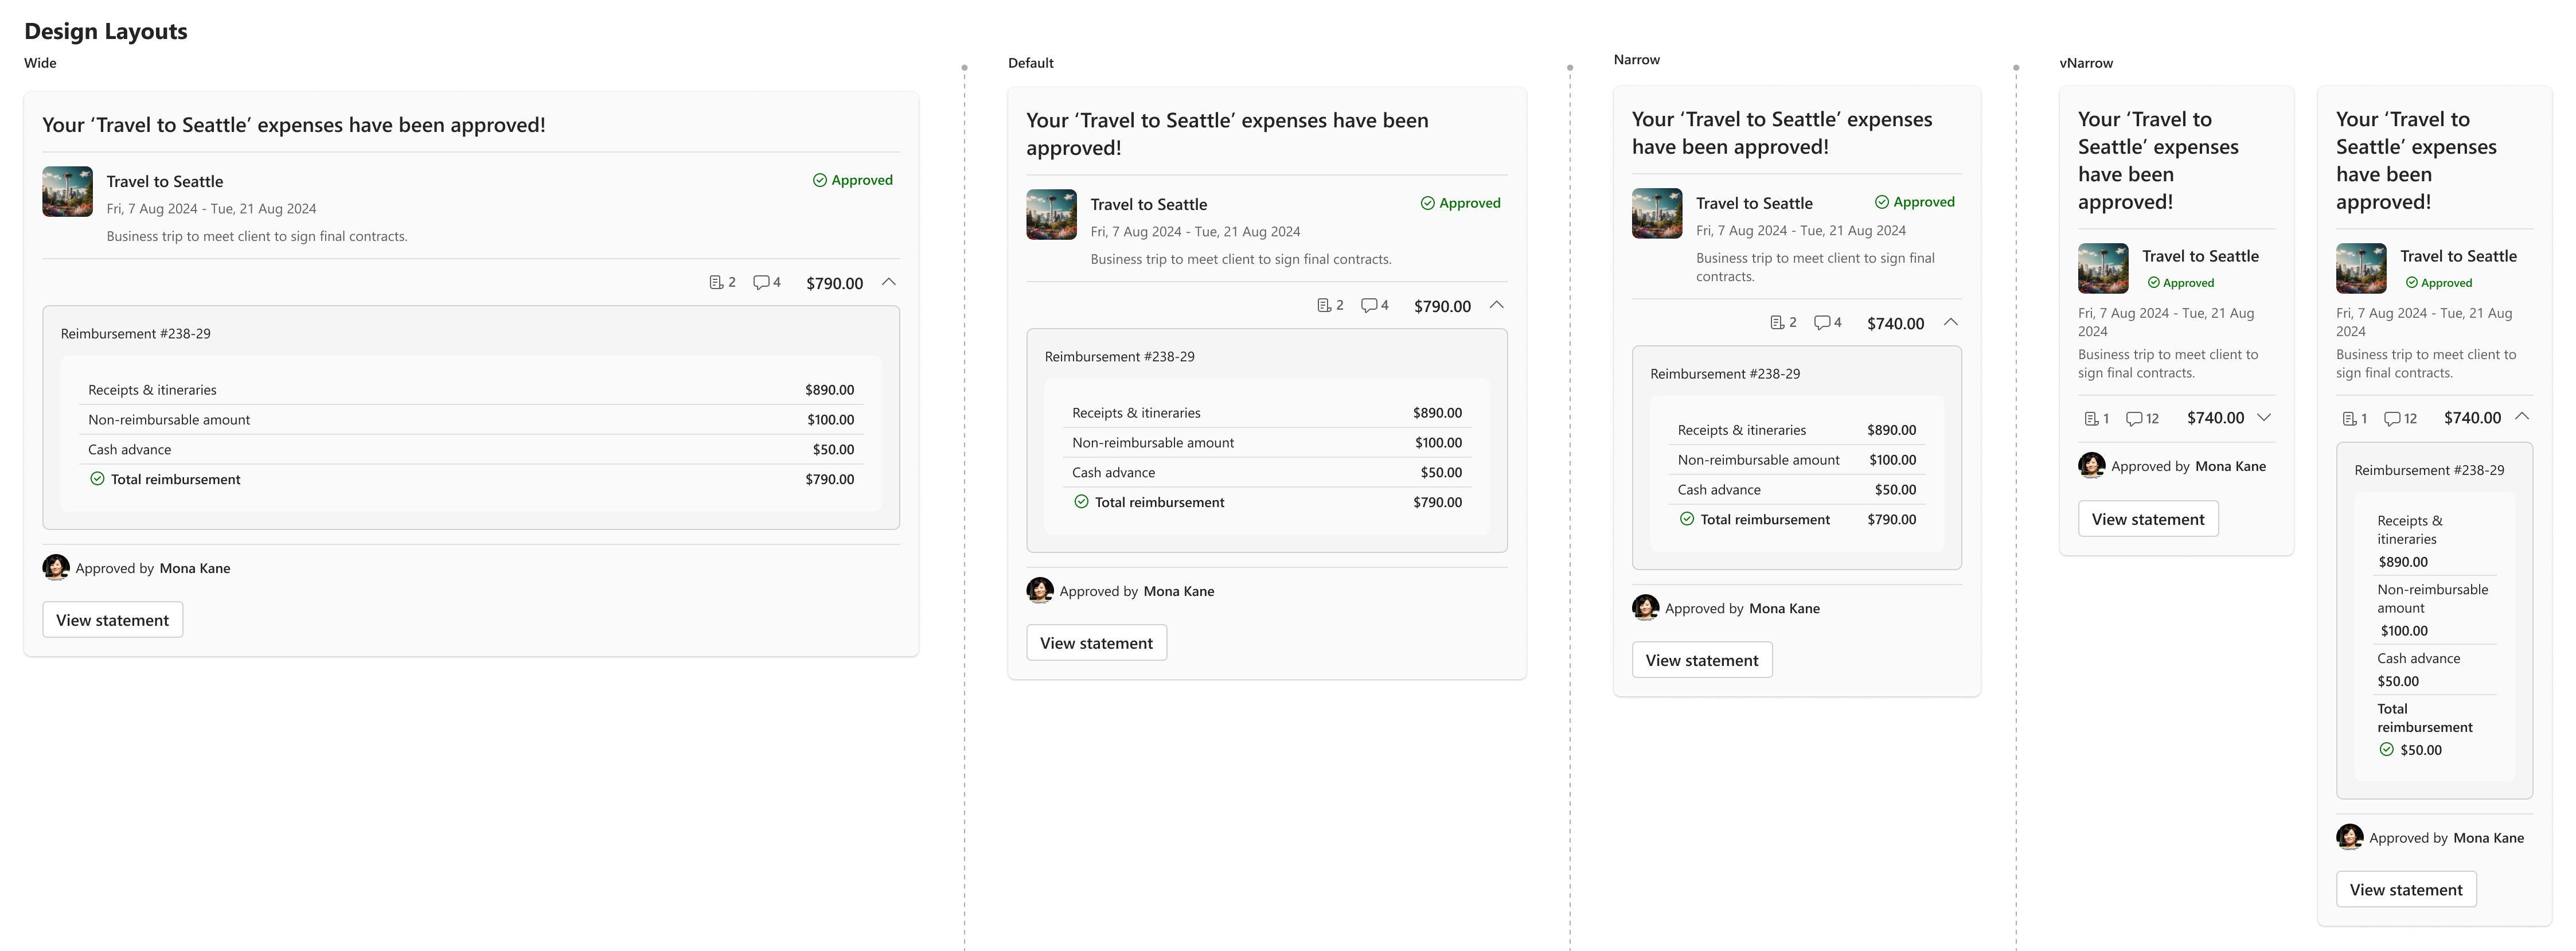 Design Layouts
Wide
Your ‘Travel to Seattle’ expenses have been approved!
Travel to Seattle
Approved
Fri, 7 Aug 2024 - Tue, 21 Aug 2024
Business trip to meet client to sign final contracts.
2 4 $790.00
Reimbursement #238-29
Receipts & itineraries $890.00
Non-reimbursable amount $100.00
Cash advance $50.00
Total reimbursement $790.00
Approved by Mona Kane
View statement
Default
Your ‘Travel to Seattle’ expenses have been
approved!
Travel to Seattle
Approved
Fri, 7 Aug 2024 - Tue, 21 Aug 2024
Business trip to meet client to sign final contracts.
2 4 $790.00
Reimbursement #238-29
Receipts & itineraries $890.00
Non-reimbursable amount $100.00
Cash advance $50.00
Total reimbursement $790.00
Approved by Mona Kane
View statement
Narrow
Your ‘Travel to Seattle’ expenses
have been approved!
Travel to Seattle
Approved
Fri, 7 Aug 2024 - Tue, 21 Aug 2024
Business trip to meet client to sign final
contracts.
2 4 $740.00
Reimbursement #238-29
Receipts & itineraries $890.00
Non-reimbursable amount $100.00
Cash advance $50.00
Total reimbursement $790.00
Approved by Mona Kane
View statement
vNarrow
Your ‘Travel to
Seattle’ expenses
have been
approved!
Travel to Seattle
Approved
Fri, 7 Aug 2024 - Tue, 21 Aug
2024
Business trip to meet client to
sign final contracts.
1 12 $740.00
Approved by Mona Kane
View statement
Your ‘Travel to
Seattle’ expenses
have been
approved!
Travel to Seattle
Approved
Fri, 7 Aug 2024 - Tue, 21 Aug
2024
Business trip to meet client to
sign final contracts.
1 12 $740.00
Reimbursement #238-29
Receipts &
itineraries
$890.00
Non-reimbursable
amount
$100.00
Cash advance
$50.00
Total
reimbursement
$50.00
Approved by Mona Kane
View statement